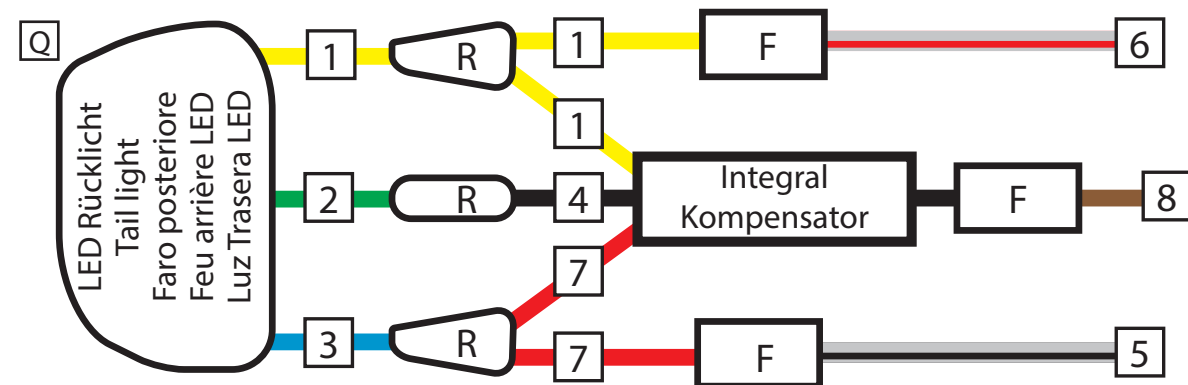 Q
LED Rücklicht
Tail light
Faro posteriore
Feu arrière LED
Luz Trasera LED
1
R
1
F
6
1
2
R
4
Integral
Kompensator
F
8
3
R
7
7
F
5